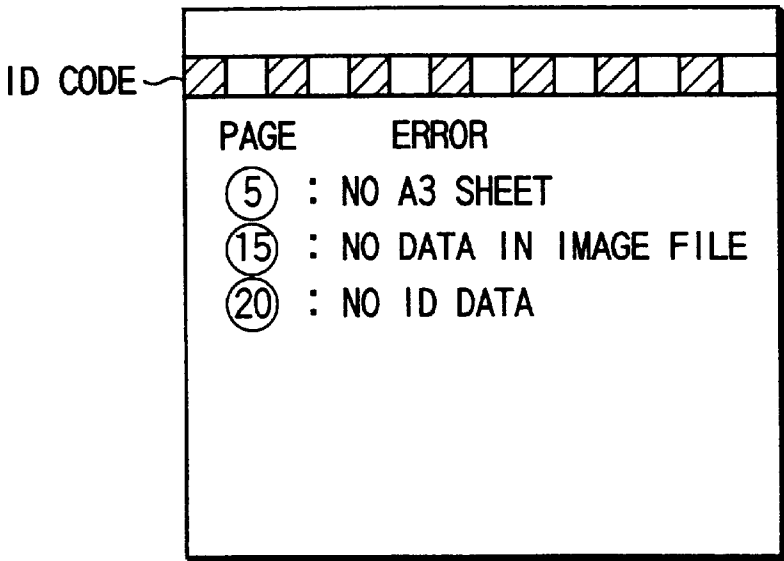 ID CODE
PAGE ERROR
5 : NO A3 SHEET
15 : NO DATA IN IMAGE FILE
20 : NO ID DATA